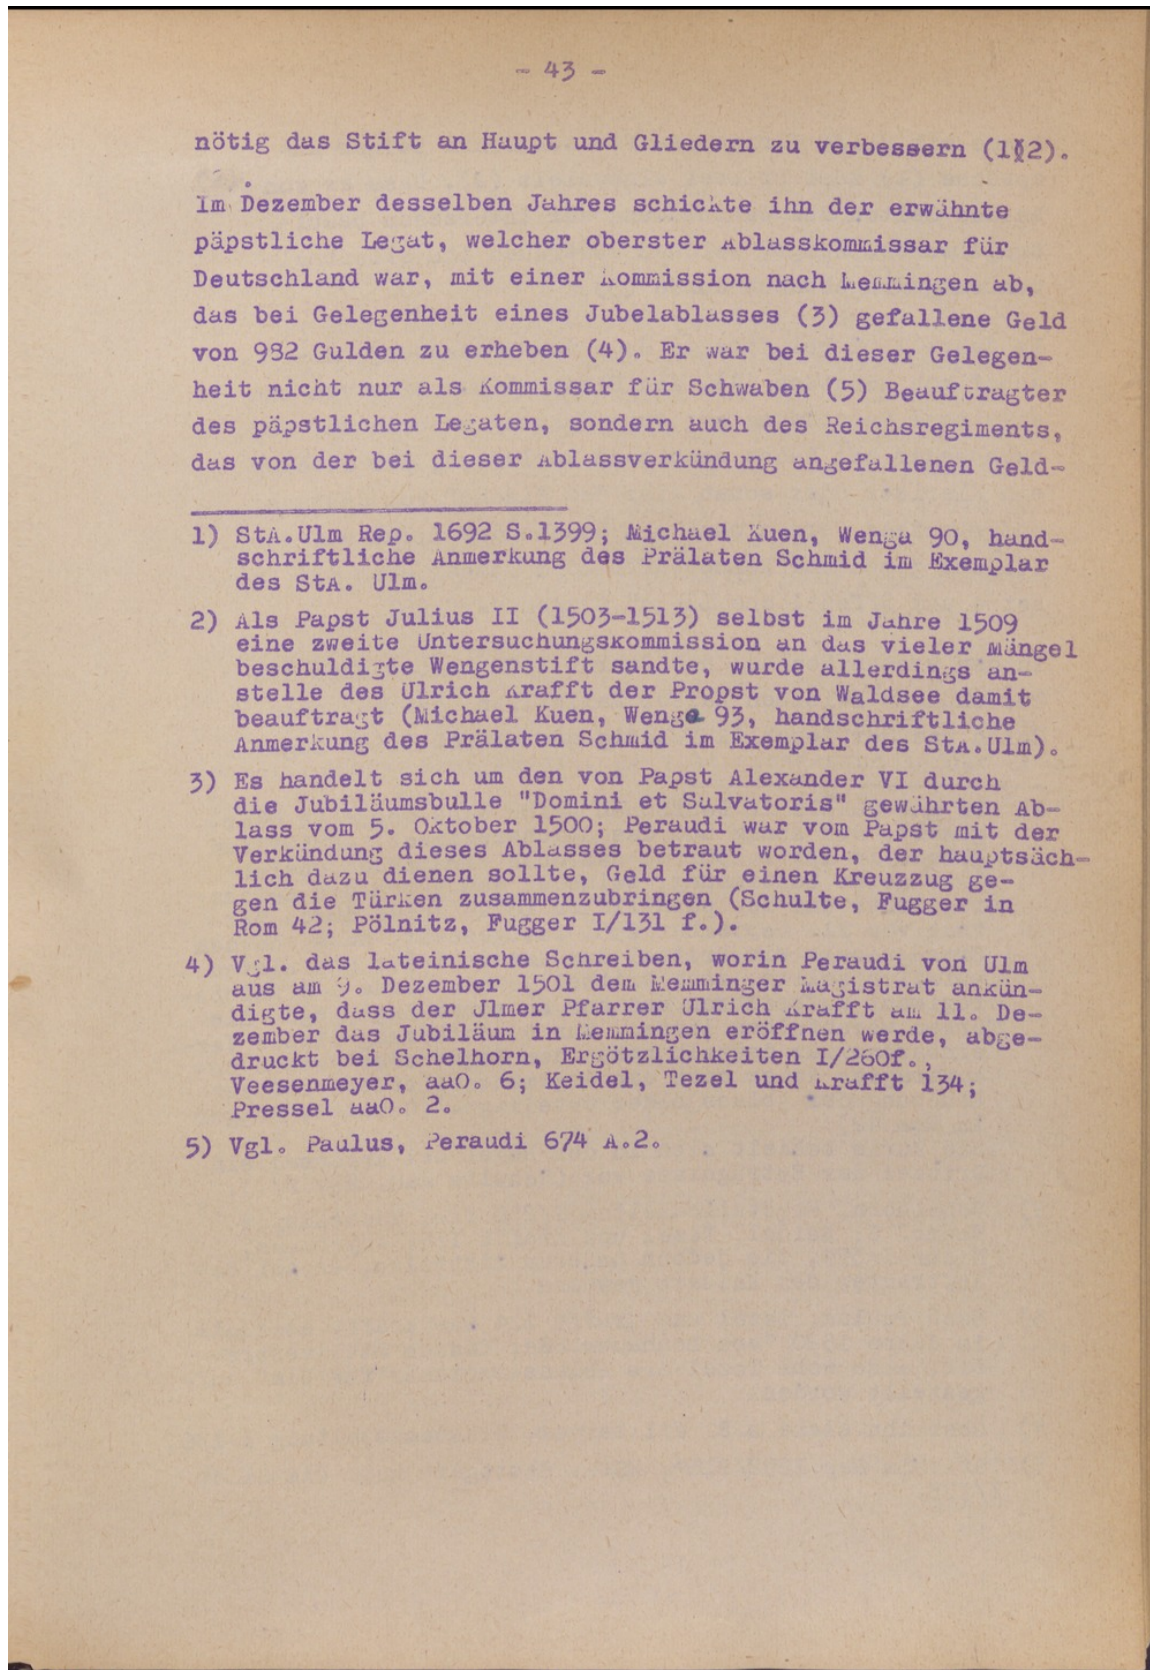 - 43 -
nötig das Stift an Haupt und Gliedern zu verbessern (1)(2).
Im Dezember desselben Jahres schickte ihn der erwähnte
päpstliche Legat, welcher oberster Ablasskommissar für
Deutschland war, mit einer Kommission nach Memmingen ab,
das bei Gelegenheit eines Jubelablasses (3) gefallene Geld
von 982 Gulden zu erheben (4). Er war bei dieser Gelegen-
heit nicht nur als Kommissar für Schwaben (5) Beauftragter
des päpstlichen Legaten, sondern auch des Reichsregiments,
das von der bei dieser Ablassverkündung angefallenen Geld-
1) StA.Ulm Rep. 1692 S.1399; Michael Kuen, Wenga 90, hand-
schriftliche Anmerkung des Prälaten Schmid im Exemplar
des StA. Ulm.
2) Als Papst Julius II (1503-1513) selbst im Jahre 1509
eine zweite Untersuchungskommission an das vieler Mängel
beschuldigte Wengenstift sandte, wurde allerdings an-
stelle des Ulrich Krafft der Propst von Waldsee damit
beauftragt (Michael Kuen, Wenga 93, handschriftliche
Anmerkung des Prälaten Schmid im Exemplar des StA.Ulm).
3) Es handelt sich um den von Papst Alexander VI durch
die Jubiläumsbulle "Domini et Salvatoris" gewährten Ab-
lass vom 5. Oktober 1500; Peraudi war vom Papst mit der
Verkündung dieses Ablasses betraut worden, der hauptsäch-
lich dazu dienen sollte, Geld für einen Kreuzzug ge-
gen die Türken zusammenzubringen (Schulte, Fugger in
Rom 42; Pölnitz, Fugger I/131 f.).
4) Vgl. das lateinische Schreiben, worin Peraudi von Ulm
aus am 9. Dezember 1501 dem Memminger Magistrat ankün-
digte, dass der Jlmer Pfarrer Ulrich Krafft am 11. De-
zember das Jubiläum in Memmingen eröffnen werde, abge-
druckt bei Schelhorn, Ergötzlichkeiten I/260f.,
Veesenmeyer, aaO. 6; Keidel, Tezel und Krafft 134;
Pressel aaO. 2.
5) Vgl. Paulus, Peraudi 674 A.2.